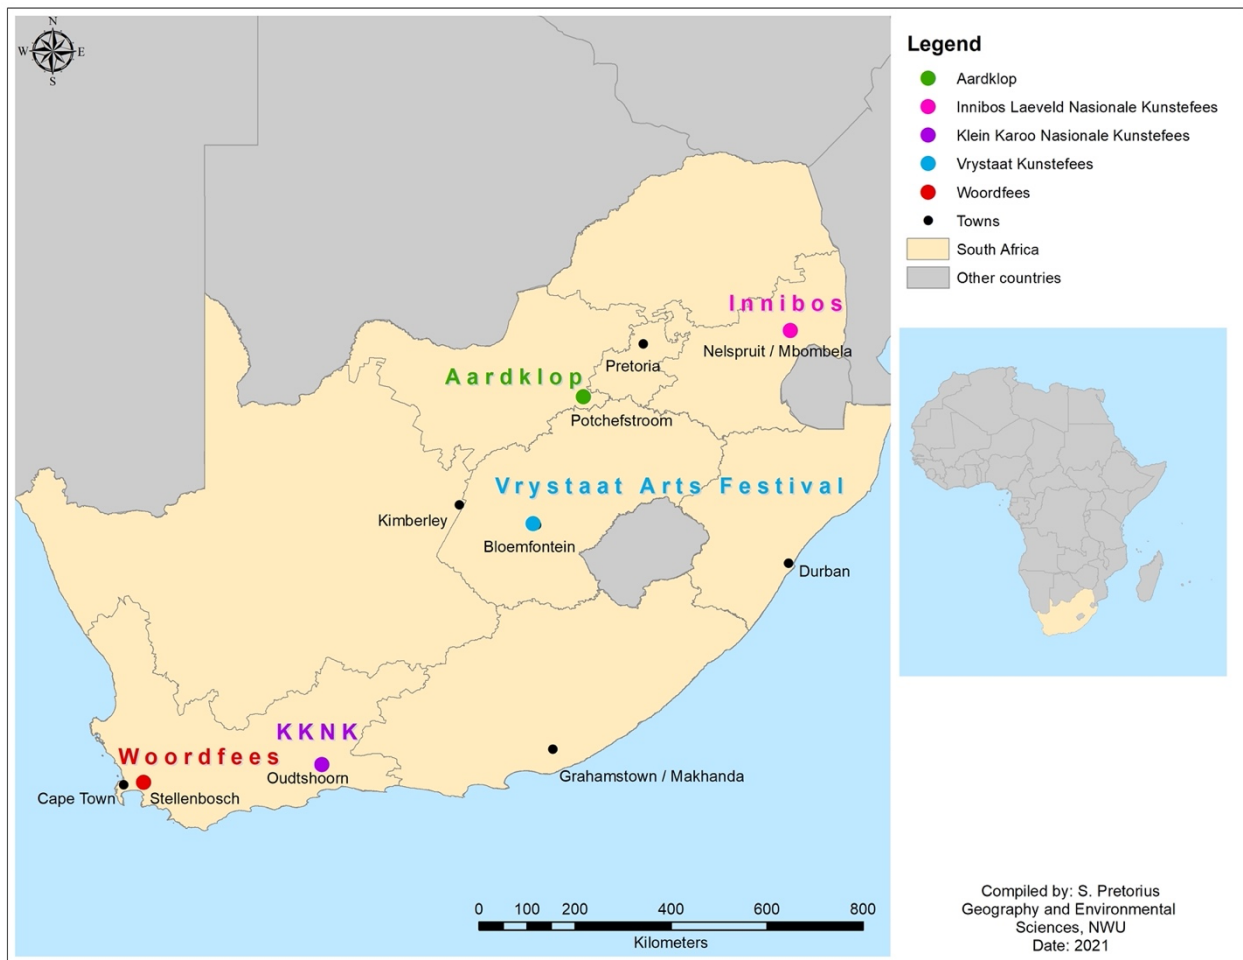 N
W E
S
Legend
Aardklop
Innibos Laeveld Nasionale Kunstefees
Klein Karoo Nasionale Kunstefees
Vrystaat Kunstefees
Woordfees
Towns
South Africa
Other countries
Innibos
Nelspruit / Mbombela
Pretoria
Aardklop
Potchefstroom
Vrystaat Arts Festival
Kimberley
Bloemfontein
Durban
KKNK
Woordfees
Oudtshoorn
Grahamstown / Makhanda
Cape Town
Stellenbosch
0 100 200 400 600 800
Kilometers
Compiled by: S. Pretorius
Geography and Environmental
Sciences, NWU
Date: 2021